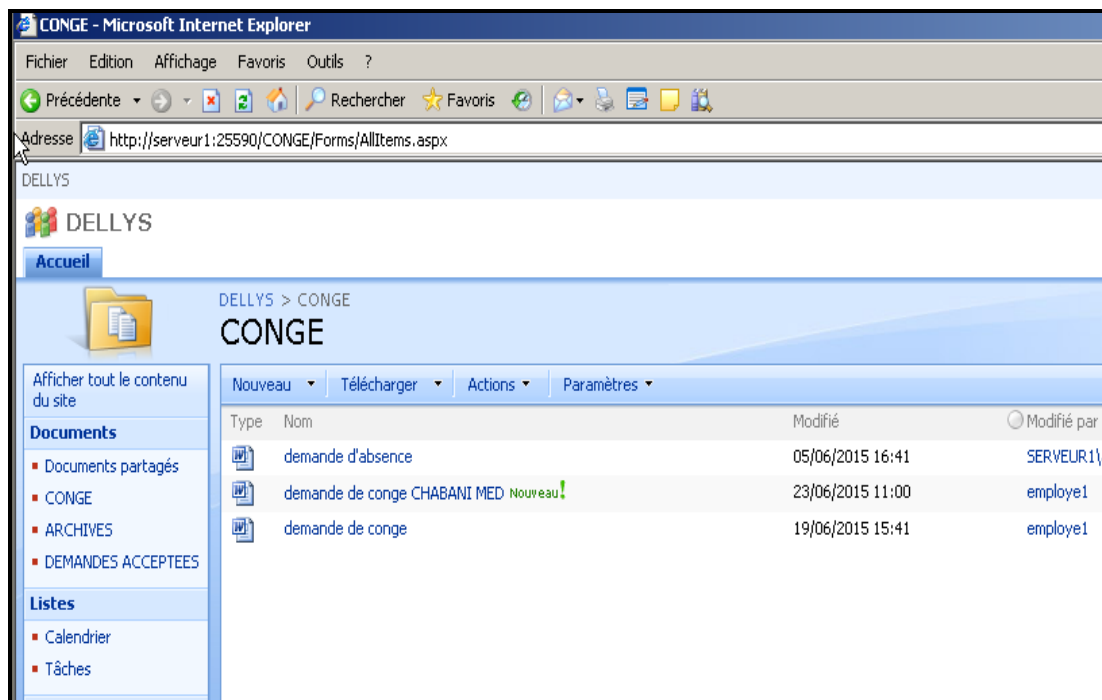 CONGE - Microsoft Internet Explorer
Fichier Edition Affichage Favoris Outils ?
Précédente Rechercher Favoris
Adresse http://serveur1:25590/CONGE/Forms/AllItems.aspx
DELLYS
DELLYS
Accueil
DELLYS > CONGE
CONGE
Afficher tout le contenu
du site
Documents
Documents partagés
CONGE
ARCHIVES
DEMANDES ACCEPTEES
Listes
Calendrier
Tâches
Nouveau Télécharger Actions Paramètres
Type Nom Modifié Modifié par
demande d'absence 05/06/2015 16:41 SERVEUR1\
demande de conge CHABANI MED Nouveau! 23/06/2015 11:00 employe1
demande de conge 19/06/2015 15:41 employe1